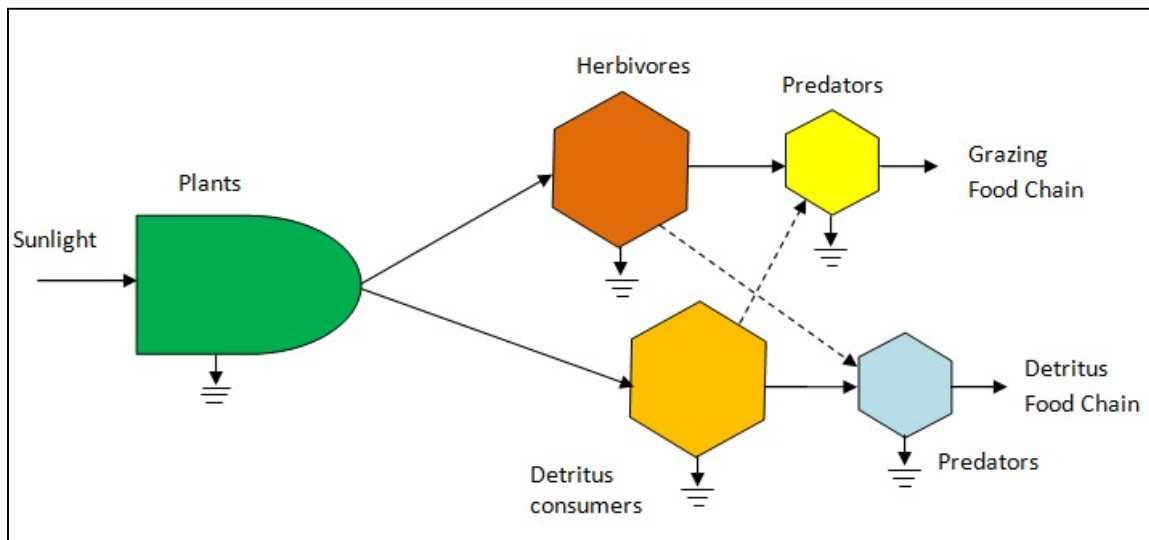 Herbivores
Predators
Grazing
Food Chain
Plants
Sunlight
Detritus
Food Chain
Predators
Detritus
consumers